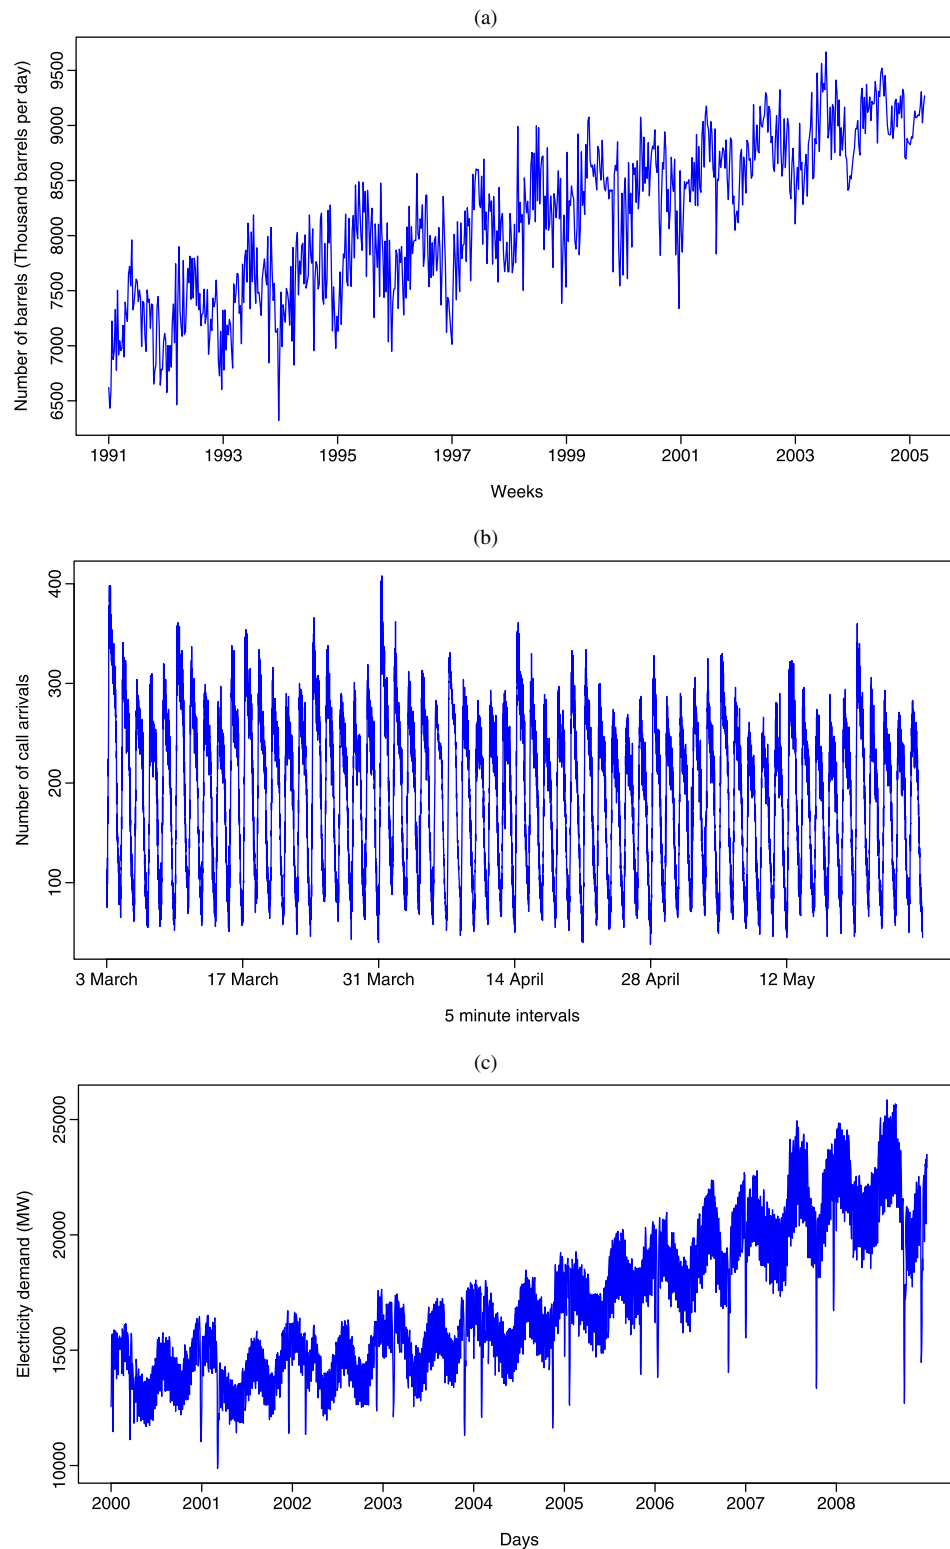 (a)
Number of barrels (Thousand barrels per day)
9500
9000
8500
8000
7500
7000
6500
1991 1993 1995 1997 1999 2001 2003 2005
Weeks
(b)
Number of call arrivals
400
300
200
100
3 March 17 March 31 March 14 April 28 April 12 May
5 minute intervals
(c)
Electricity demand (MW)
25000
20000
15000
10000
2000 2001 2002 2003 2004 2005 2006 2007 2008
Days